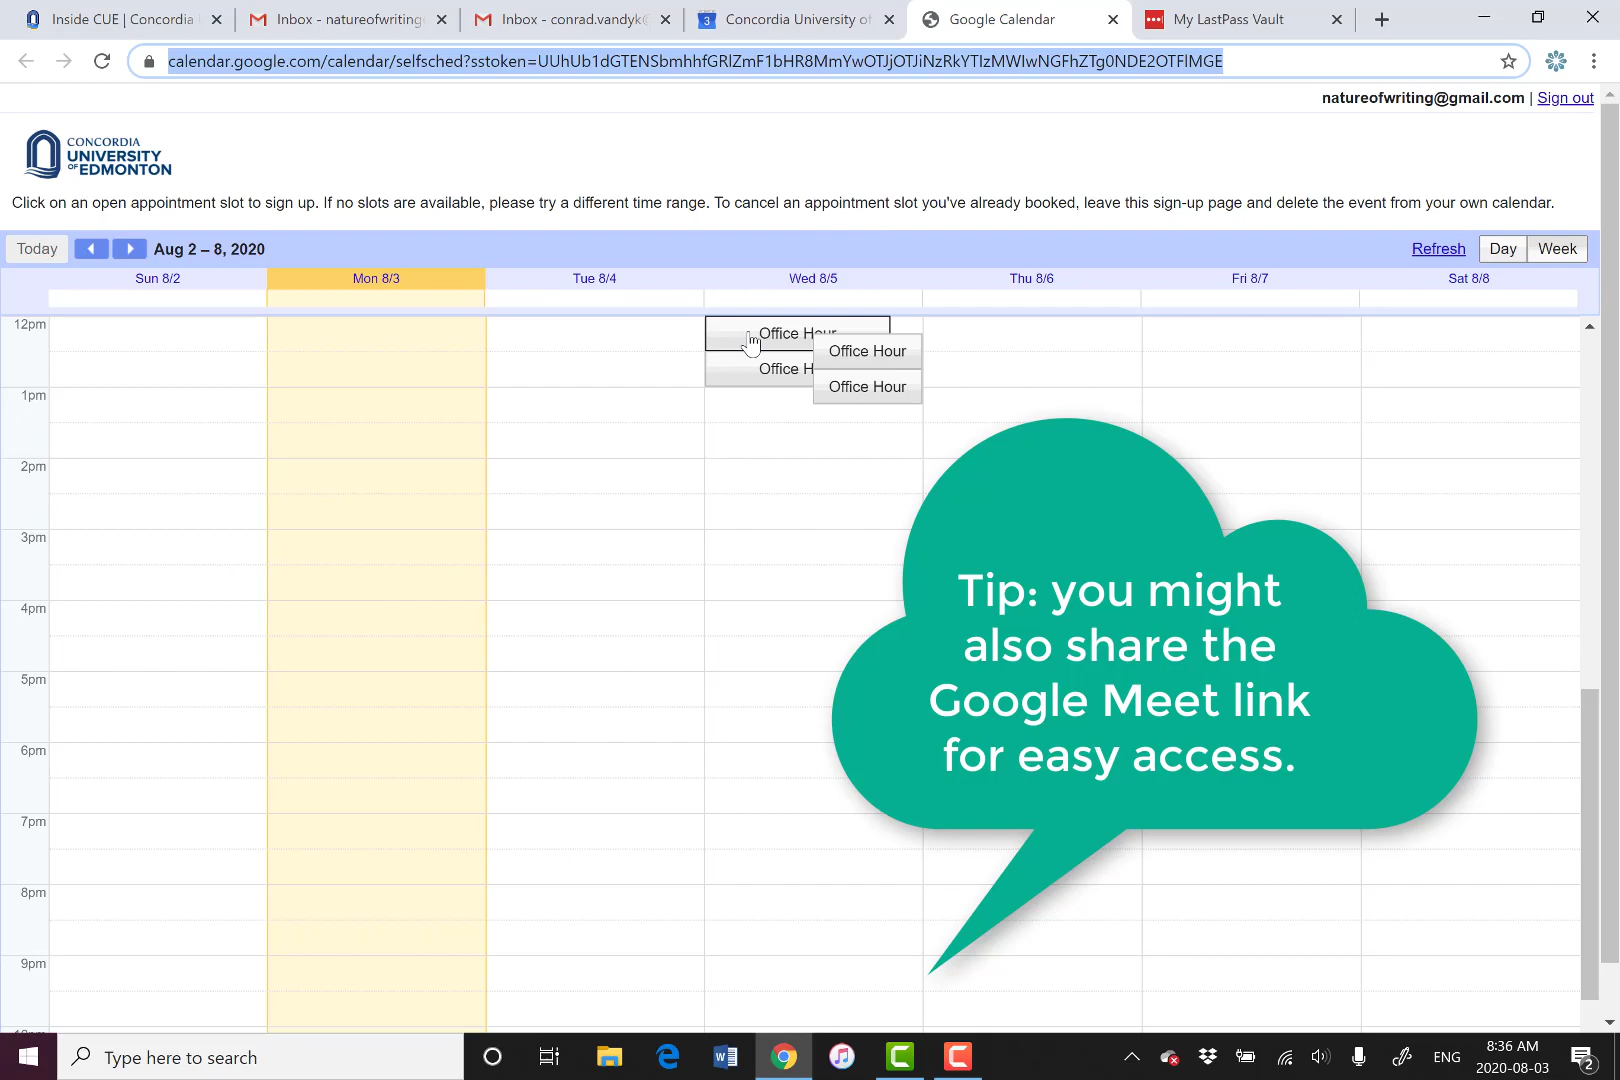 Inside CUE | Concordia
Inbox - natureofwriting
Inbox - conrad.vandyk@
3
Concordia University of
Google Calendar
My LastPass Vault
calendar.google.com/calendar/selfsched?sstoken=UUhUb1dGTENSbmhhfGRlZmF1bHR8MmYwOTJjOTJiNzRkYTIzMWIwNGFhZTg0NDE2OTFlMGE
natureofwriting@gmail.com | Sign out
CONCORDIA
UNIVERSITY
OF EDMONTON
Click on an open appointment slot to sign up. If no slots are available, please try a different time range. To cancel an appointment slot you've already booked, leave this sign-up page and delete the event from your own calendar.
Today
Aug 2 – 8, 2020
Refresh
Day
Week
Sun 8/2
Mon 8/3
Tue 8/4
Wed 8/5
Thu 8/6
Fri 8/7
Sat 8/8
12pm
Office Hour
Office Hour
Office H
Office Hour
1pm
2pm
3pm
4pm
5pm
6pm
7pm
8pm
9pm
Tip: you might
also share the
Google Meet link
for easy access.
Type here to search
ENG
8:36 AM
2020-08-03
2